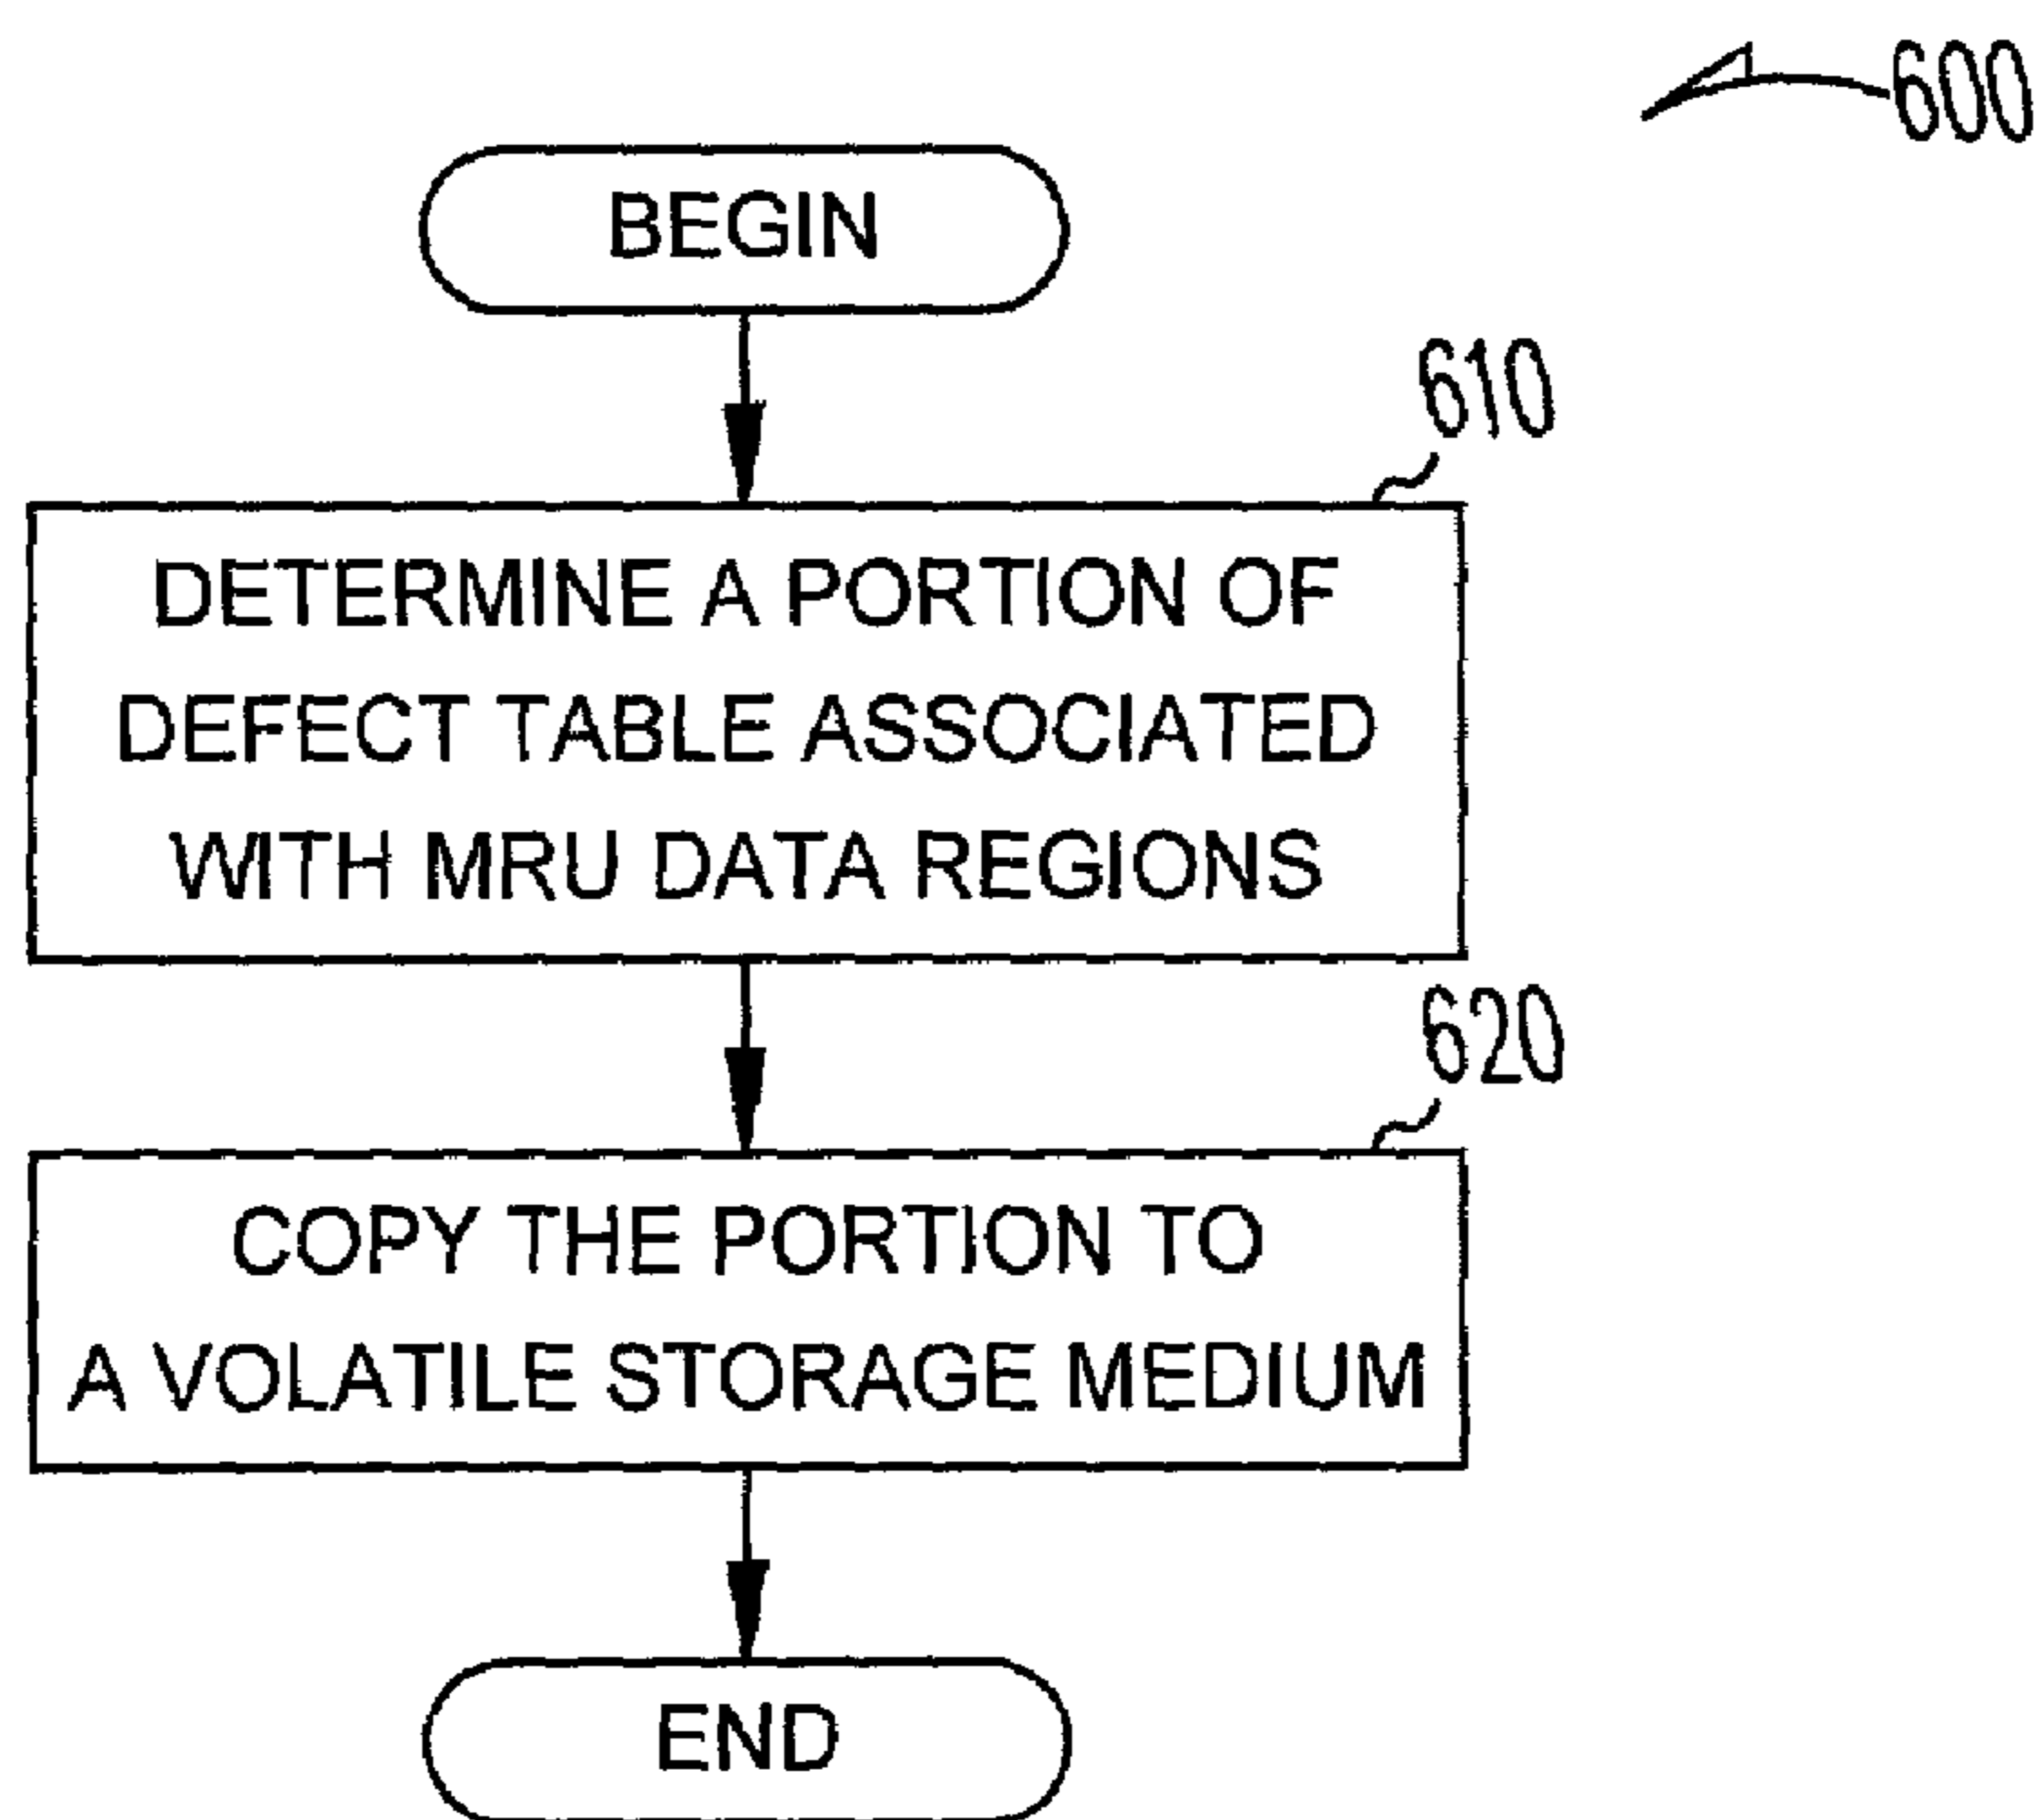 600
BEGIN
610
DETERMINE A PORTION OF
DEFECT TABLE ASSOCIATED
WITH MRU DATA REGIONS
620
COPY THE PORTION TO
A VOLATILE STORAGE MEDIUM
END